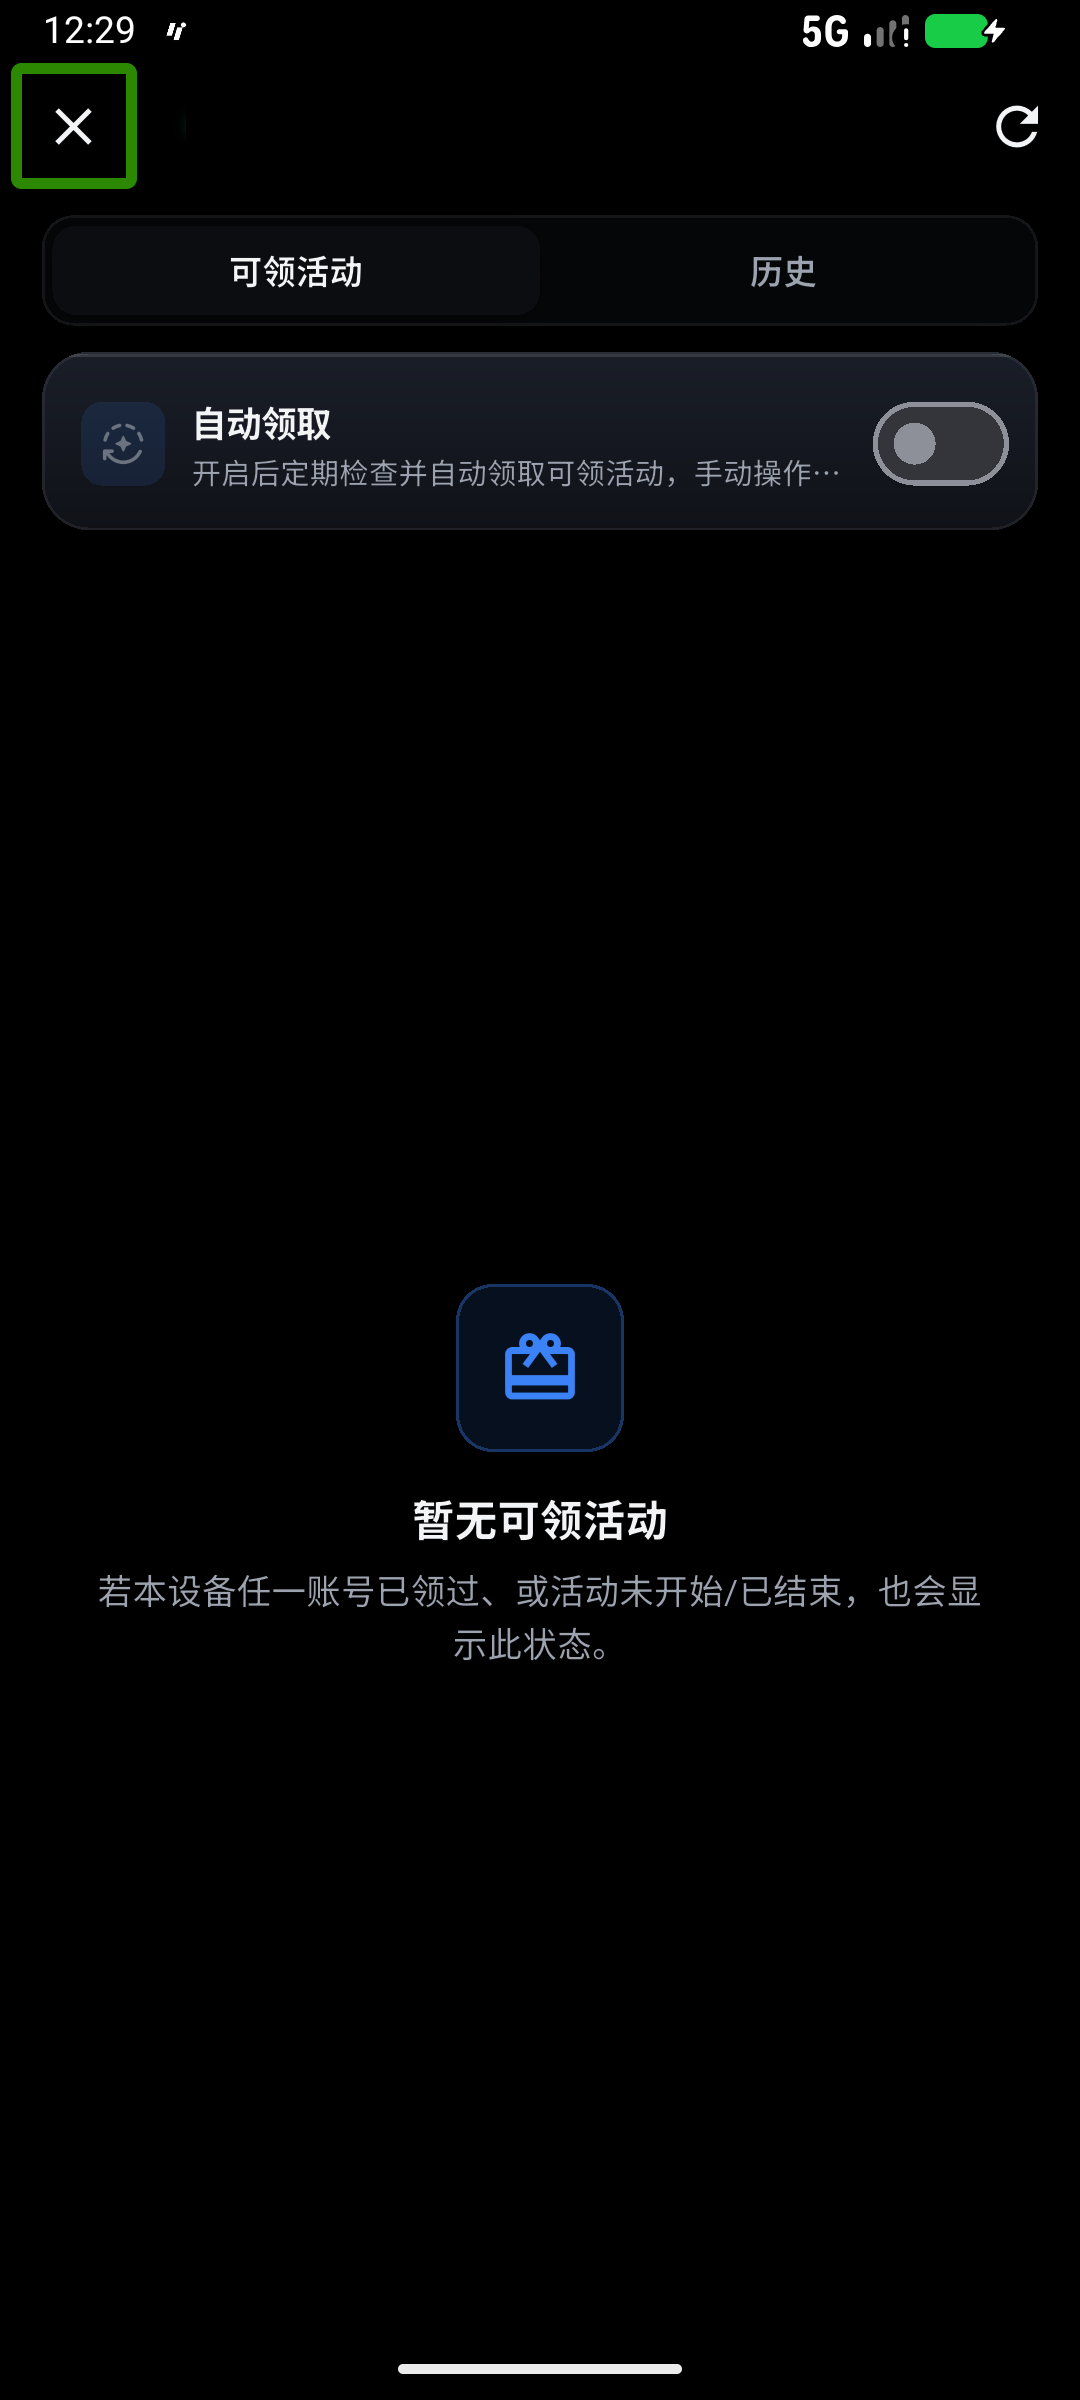 12:29
5G
可领活动
历史
自动领取
开启后定期检查并自动领取可领活动，手动操作…
暂无可领活动
若本设备任一账号已领过、或活动未开始/已结束，也会显
示此状态。